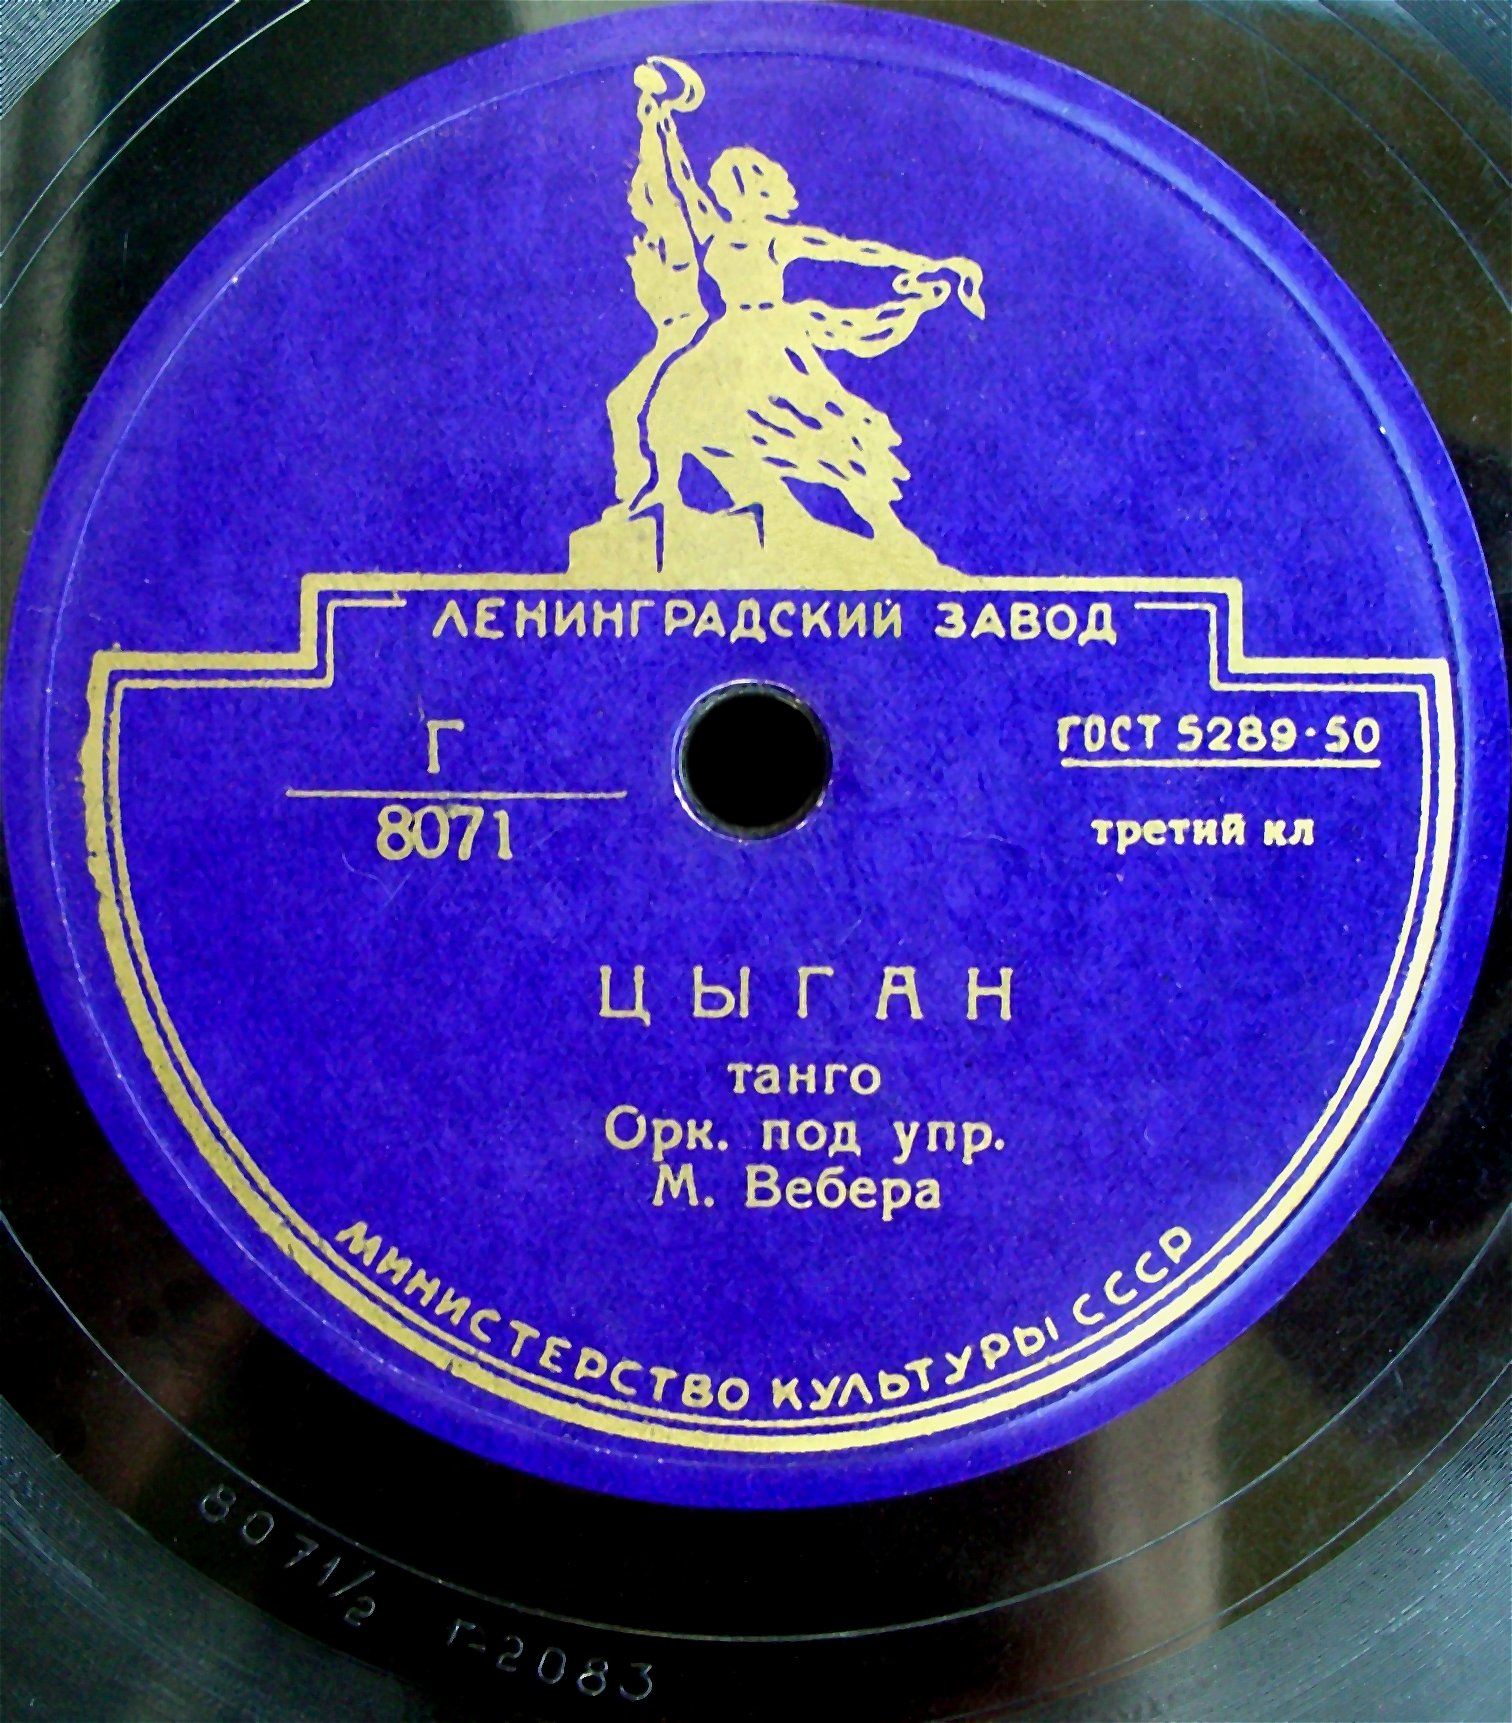 ЛЕНИНГРАДСКИЙ ЗАВОД
Г
8071
ГОСТ 5289·50
третий кл
ЦЫГАН
танго
Орк. под упр.
М. Вебера
МИНИСТЕРСТВО КУЛЬТУРЫ СССР
8071/2 Г-2083